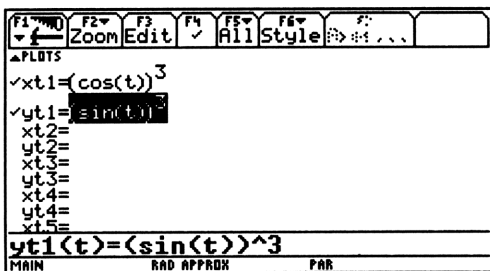 F1 F2 F3 F4 F5 F6 F7
Zoom Edit ✓ All Style
PLOTS
✓xt1=(cos(t))^3
✓yt1=(sin(t))^3
xt2=
yt2=
xt3=
yt3=
xt4=
yt4=
xt5=
yt1(t)=(sin(t))^3
MAIN RAD APPROX PAR